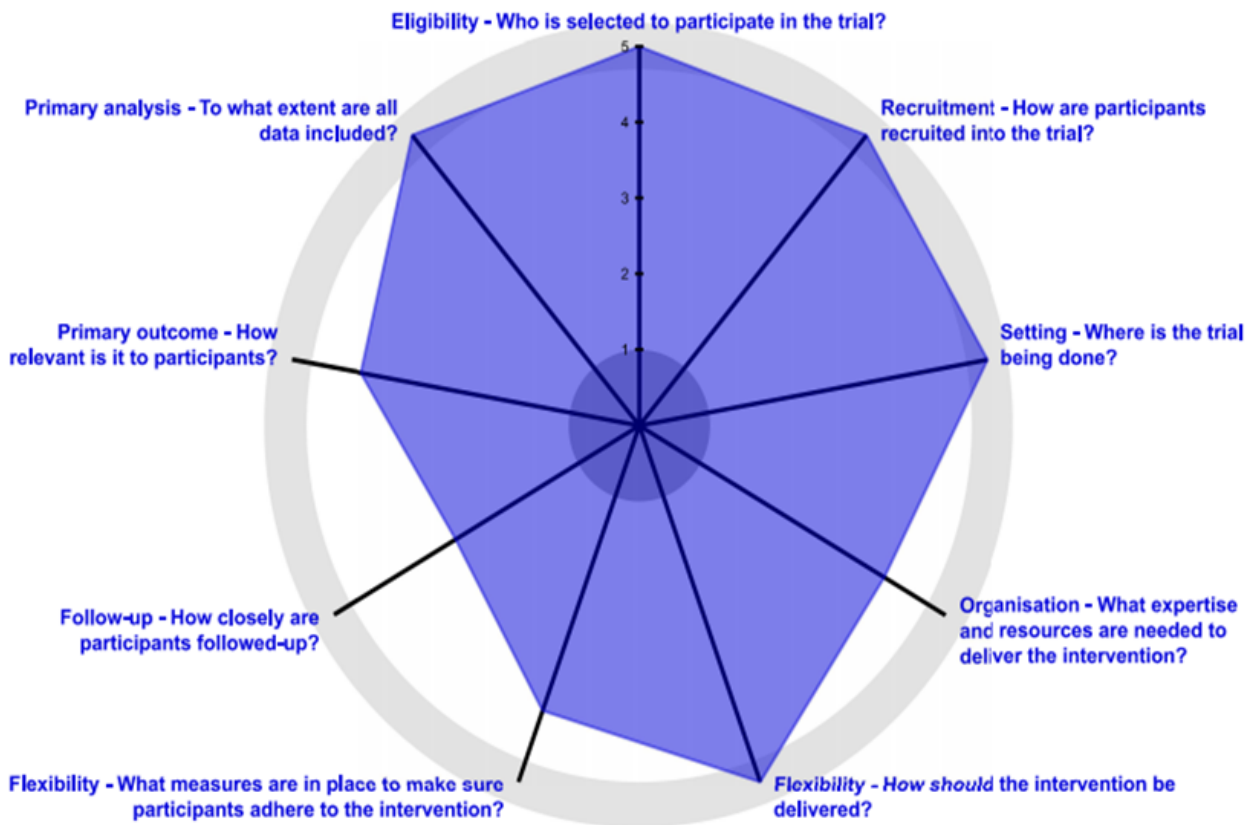 Eligibility - Who is selected to participate in the trial?
Recruitment - How are participants
recruited into the trial?
Setting - Where is the trial
being done?
Organisation - What expertise
and resources are needed to
deliver the intervention?
Flexibility - How should the intervention be
delivered?
Flexibility - What measures are in place to make sure
participants adhere to the intervention?
Follow-up - How closely are
participants followed-up?
Primary outcome - How
relevant is it to participants?
Primary analysis - To what extent are all
data included?
5
4
3
2
1